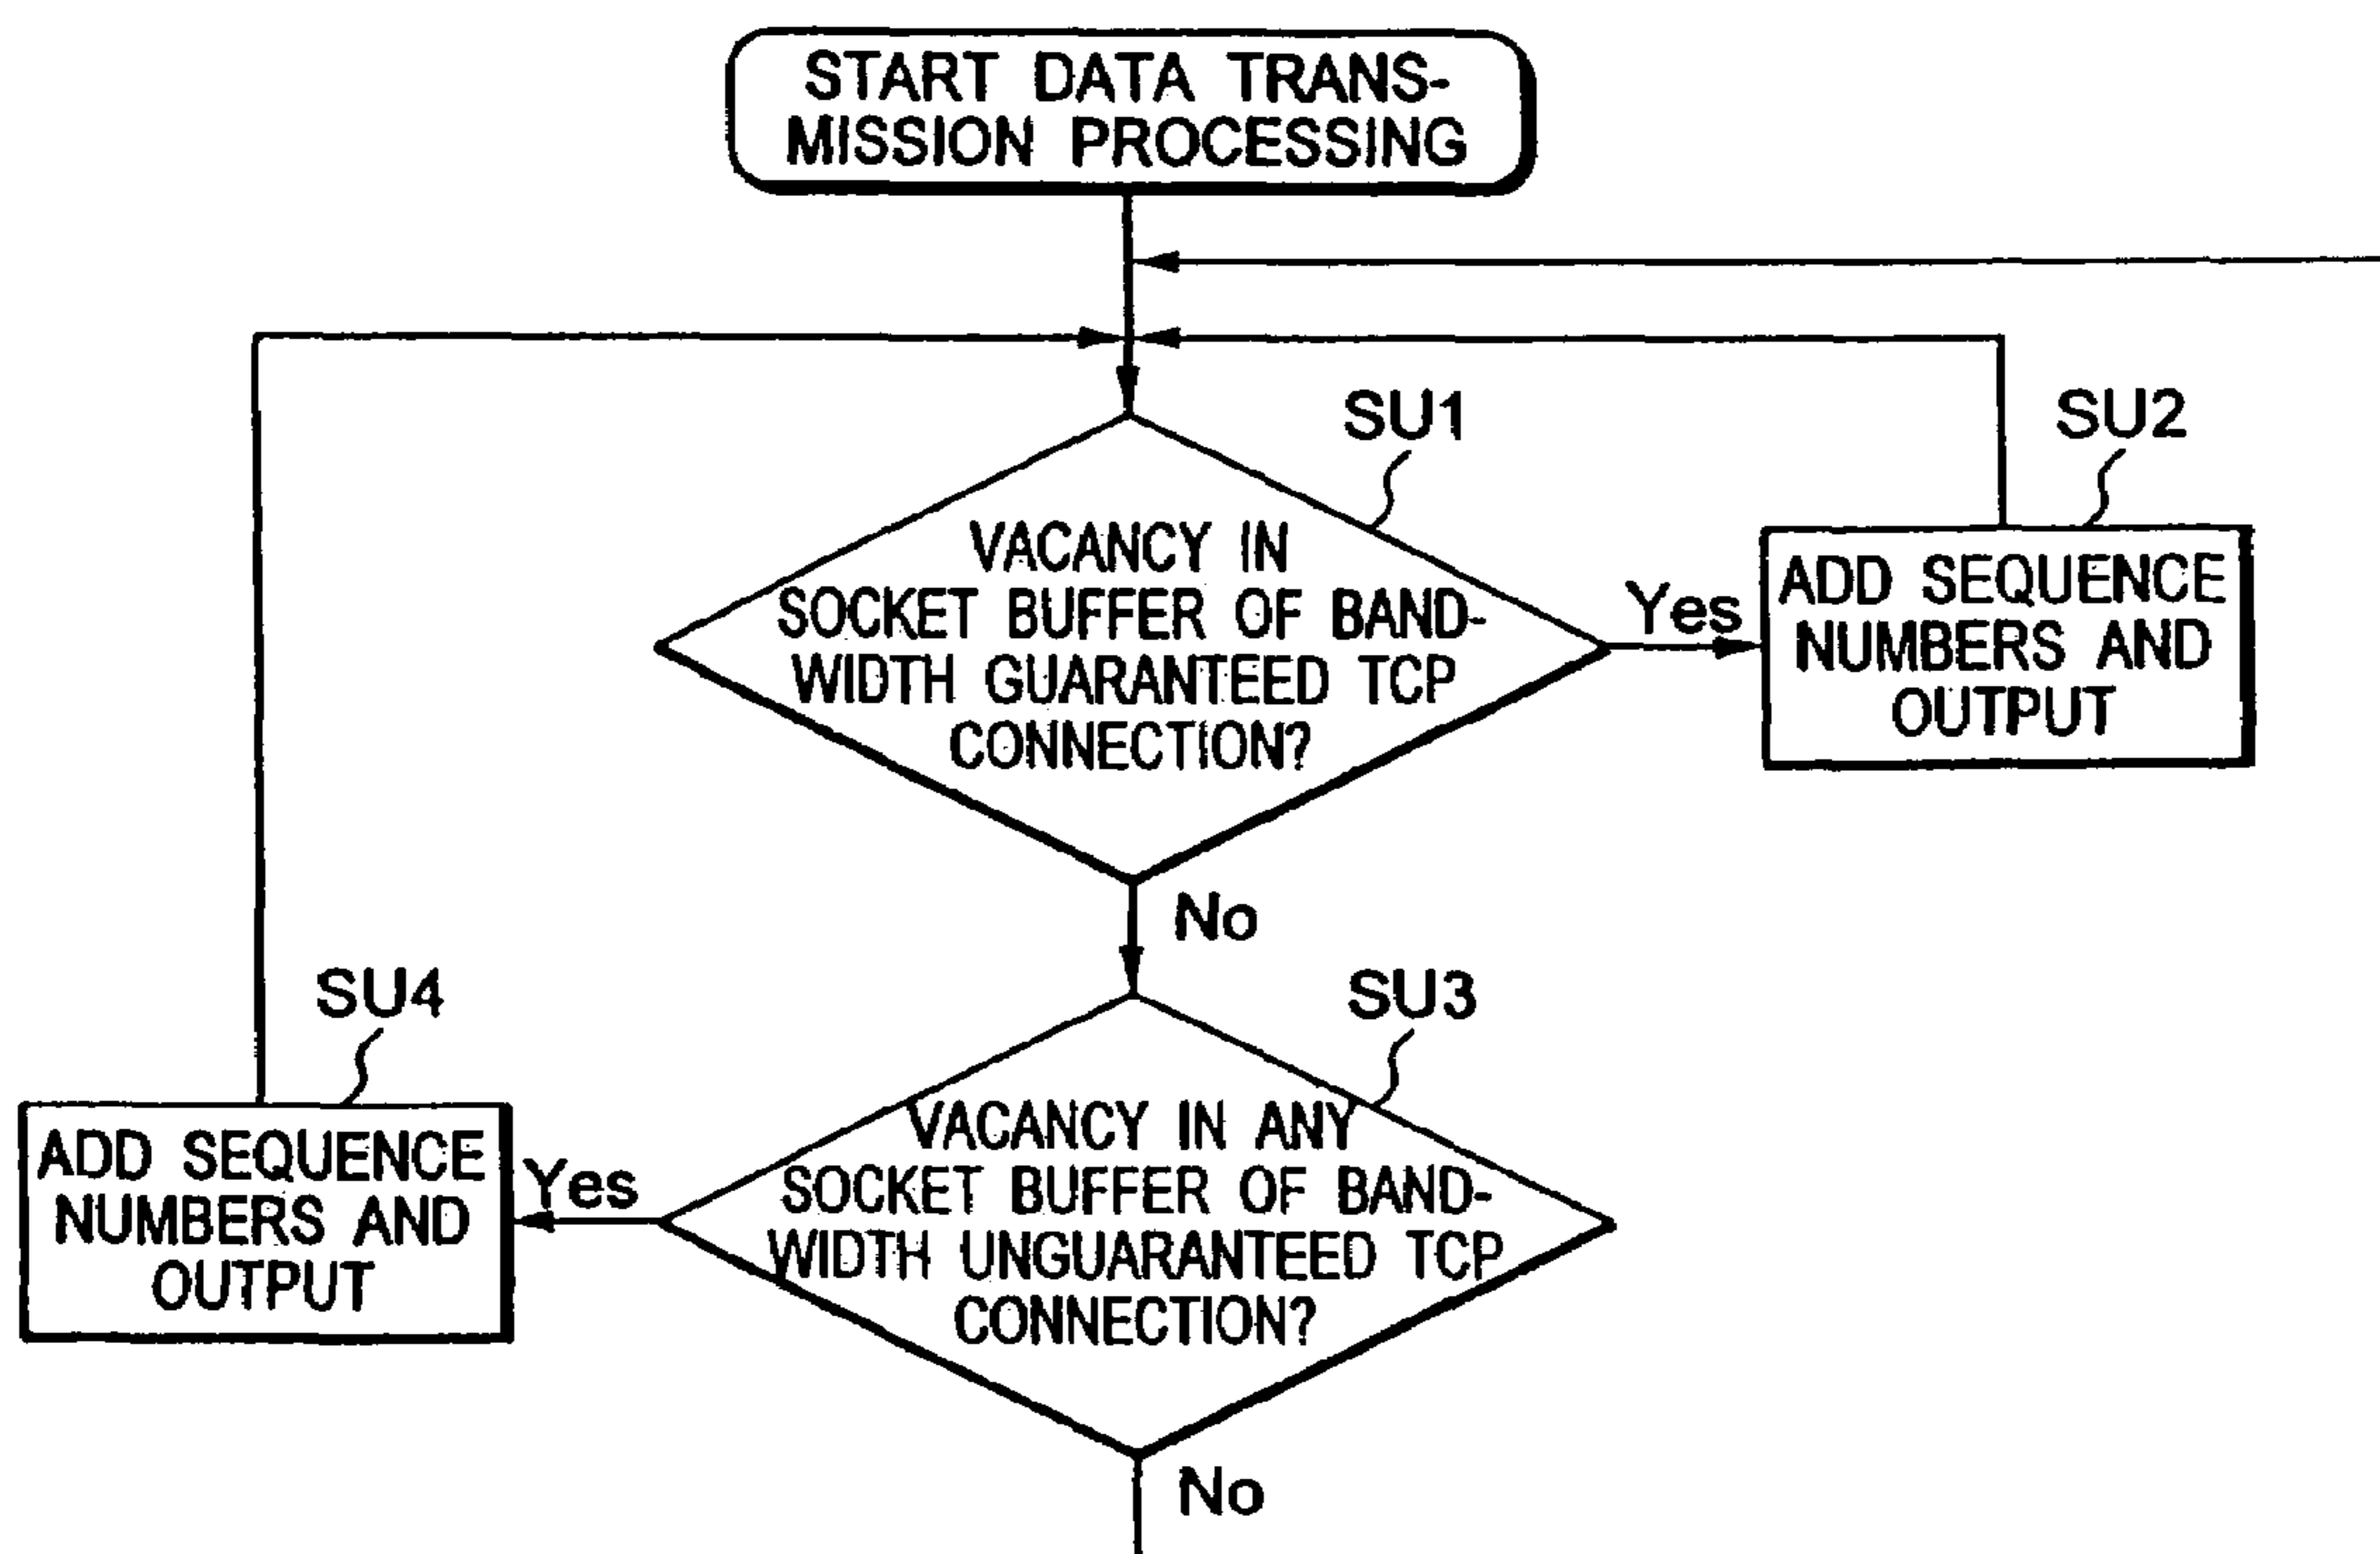 START DATA TRANS-
MISSION PROCESSING
SU1
VACANCY IN
SOCKET BUFFER OF BAND-
WIDTH GUARANTEED TCP
CONNECTION?
Yes
SU2
ADD SEQUENCE
NUMBERS AND
OUTPUT
No
SU3
VACANCY IN ANY
SOCKET BUFFER OF BAND-
WIDTH UNGUARANTEED TCP
CONNECTION?
Yes
SU4
ADD SEQUENCE
NUMBERS AND
OUTPUT
No